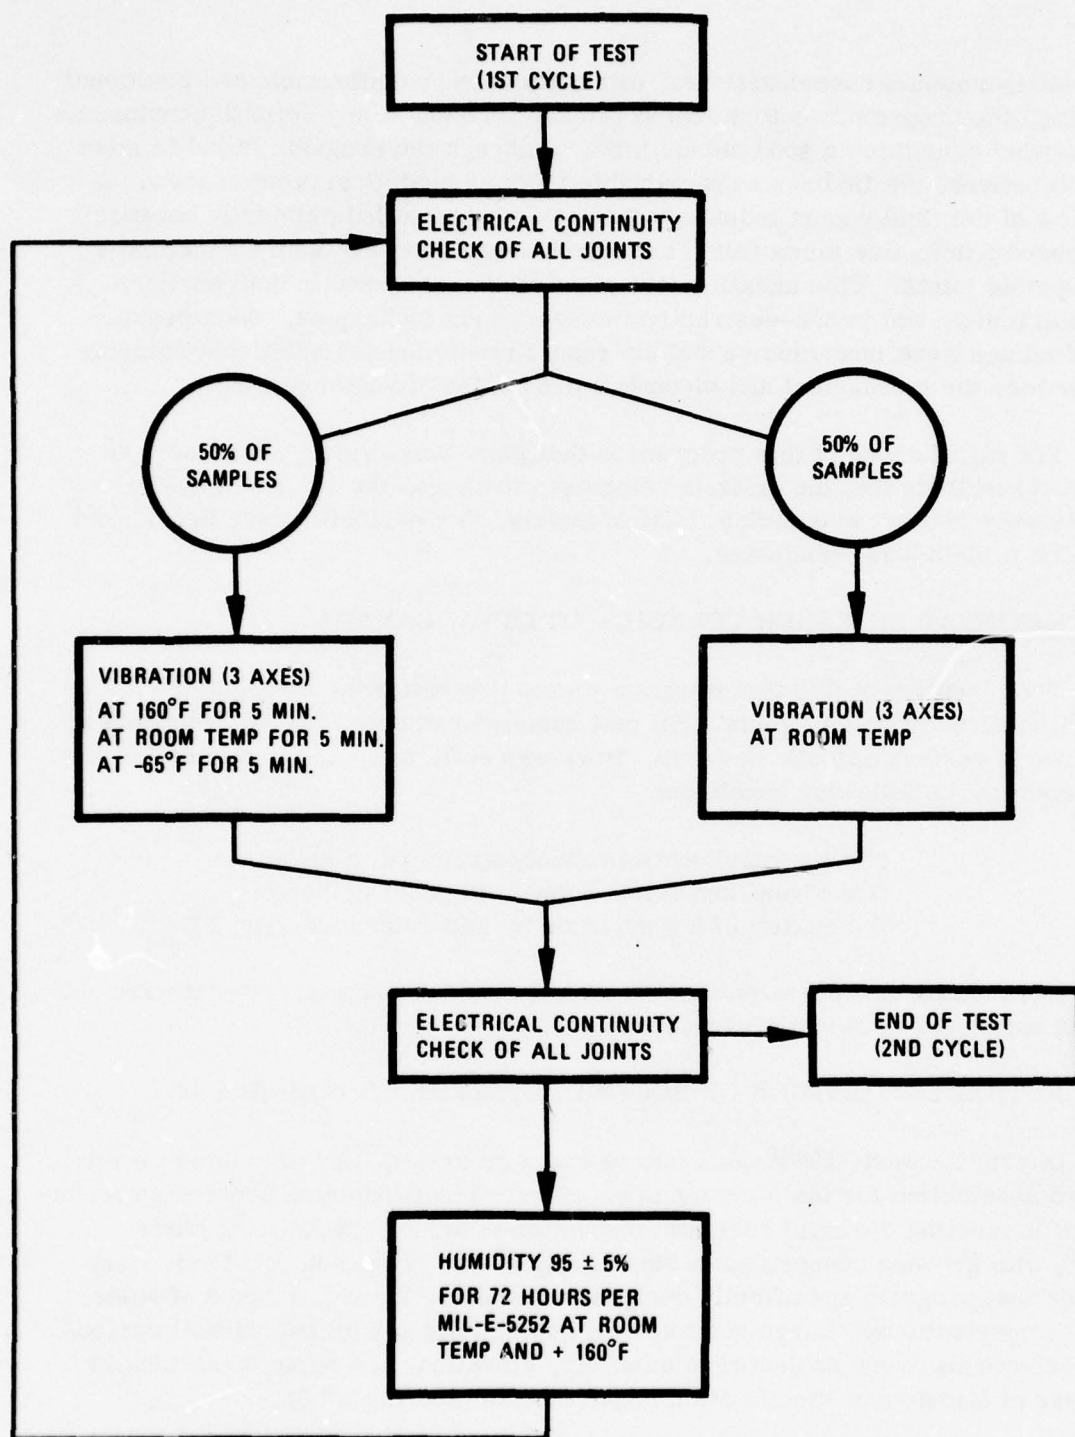 START OF TEST
(1ST CYCLE)
ELECTRICAL CONTINUITY
CHECK OF ALL JOINTS
50% OF
SAMPLES
50% OF
SAMPLES
VIBRATION (3 AXES)
AT 160°F FOR 5 MIN.
AT ROOM TEMP FOR 5 MIN.
AT -65°F FOR 5 MIN.
VIBRATION (3 AXES)
AT ROOM TEMP
ELECTRICAL CONTINUITY
CHECK OF ALL JOINTS
END OF TEST
(2ND CYCLE)
HUMIDITY 95 ± 5%
FOR 72 HOURS PER
MIL-E-5252 AT ROOM
TEMP AND + 160°F